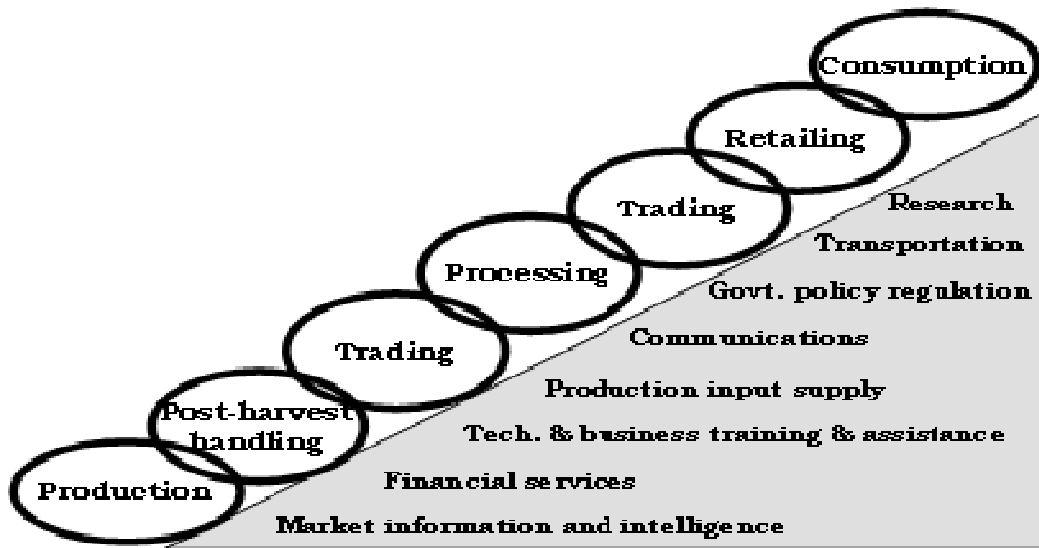 Consumption
Retailing
Trading
Processing
Trading
Post-harvest
handling
Production
Research
Transportation
Govt. policy regulation
Communications
Production input supply
Tech. & business training & assistance
Financial services
Market information and intelligence